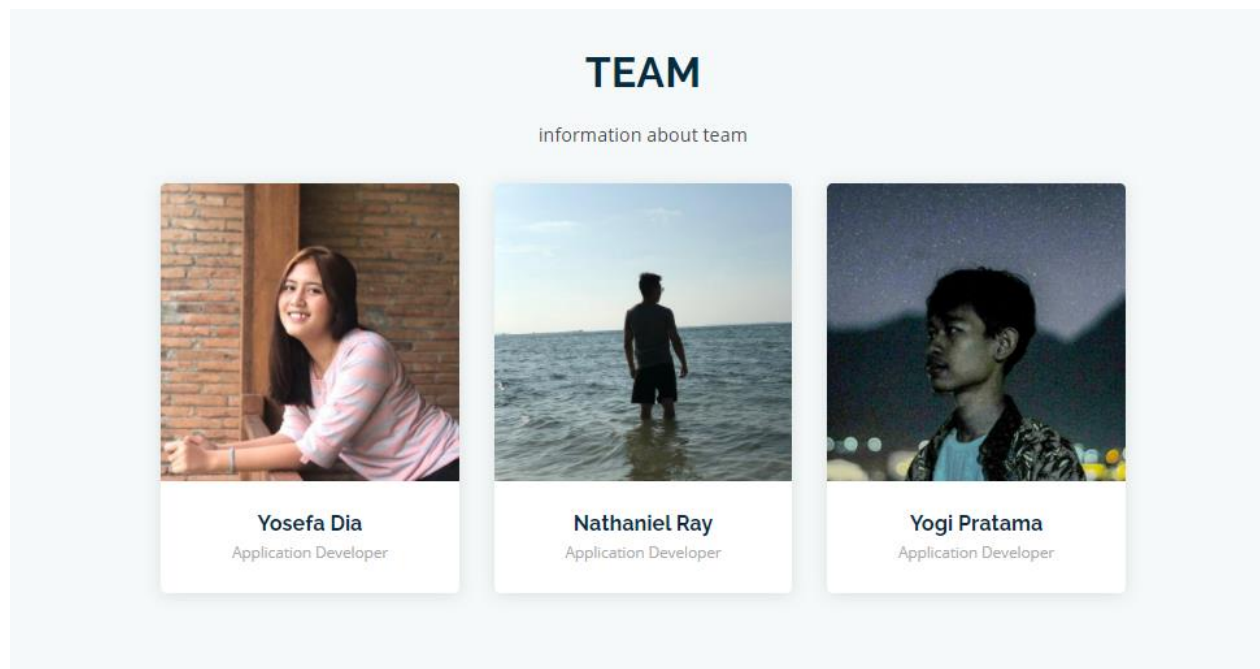 TEAM
information about team
Yosefa Dia
Application Developer
Nathaniel Ray
Application Developer
Yogi Pratama
Application Developer